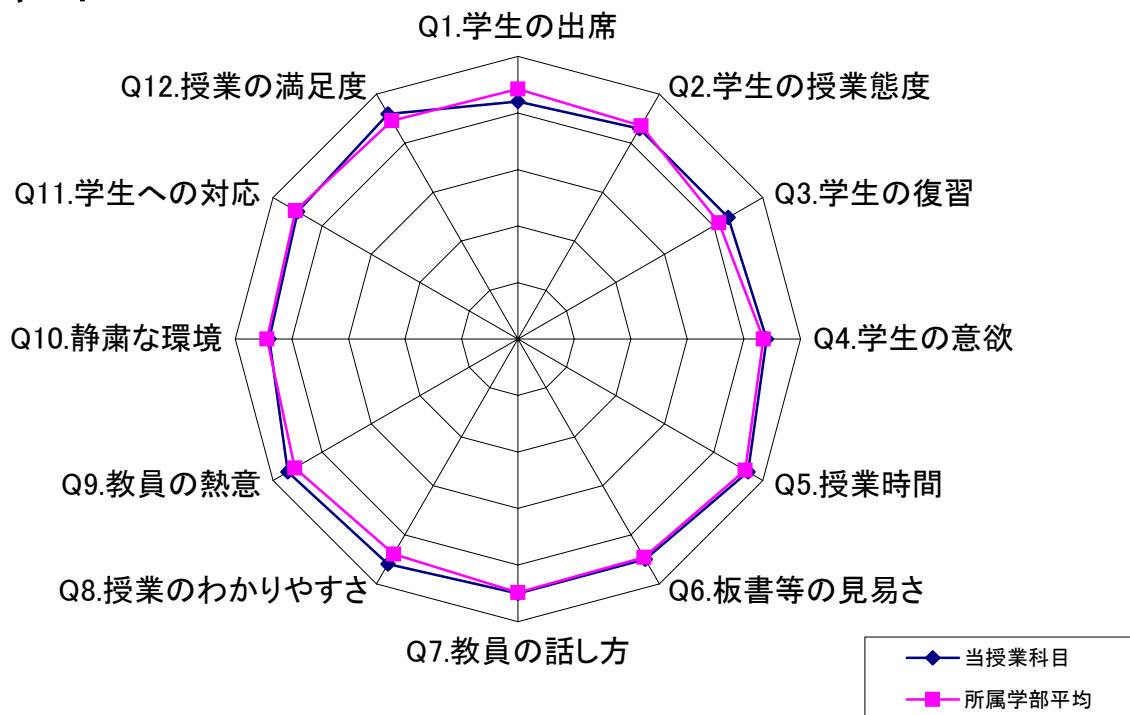 Q1.学生の出席
Q2.学生の授業態度
Q3.学生の復習
Q4.学生の意欲
Q5.授業時間
Q6.板書等の見易さ
Q7.教員の話し方
Q8.授業のわかりやすさ
Q9.教員の熱意
Q10.静粛な環境
Q11.学生への対応
Q12.授業の満足度
当授業科目
所属学部平均